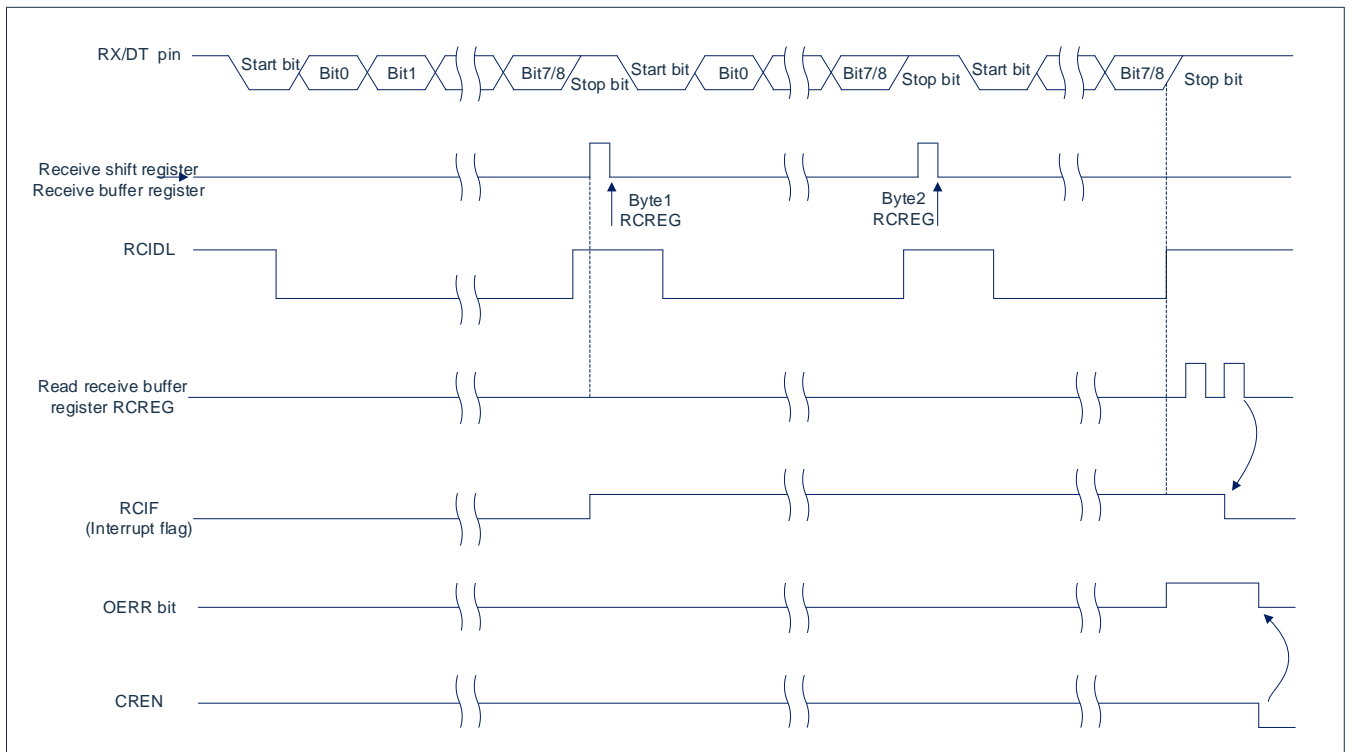 RX/DT pin
Start bit Bit0 Bit1 Bit7/8 Stop bit Start bit Bit0 Bit7/8 Stop bit Start bit Bit7/8 Stop bit
Receive shift register
Receive buffer register
Byte1
RCREG
Byte2
RCREG
RCIDL
Read receive buffer
register RCREG
RCIF
(Interrupt flag)
OERR bit
CREN